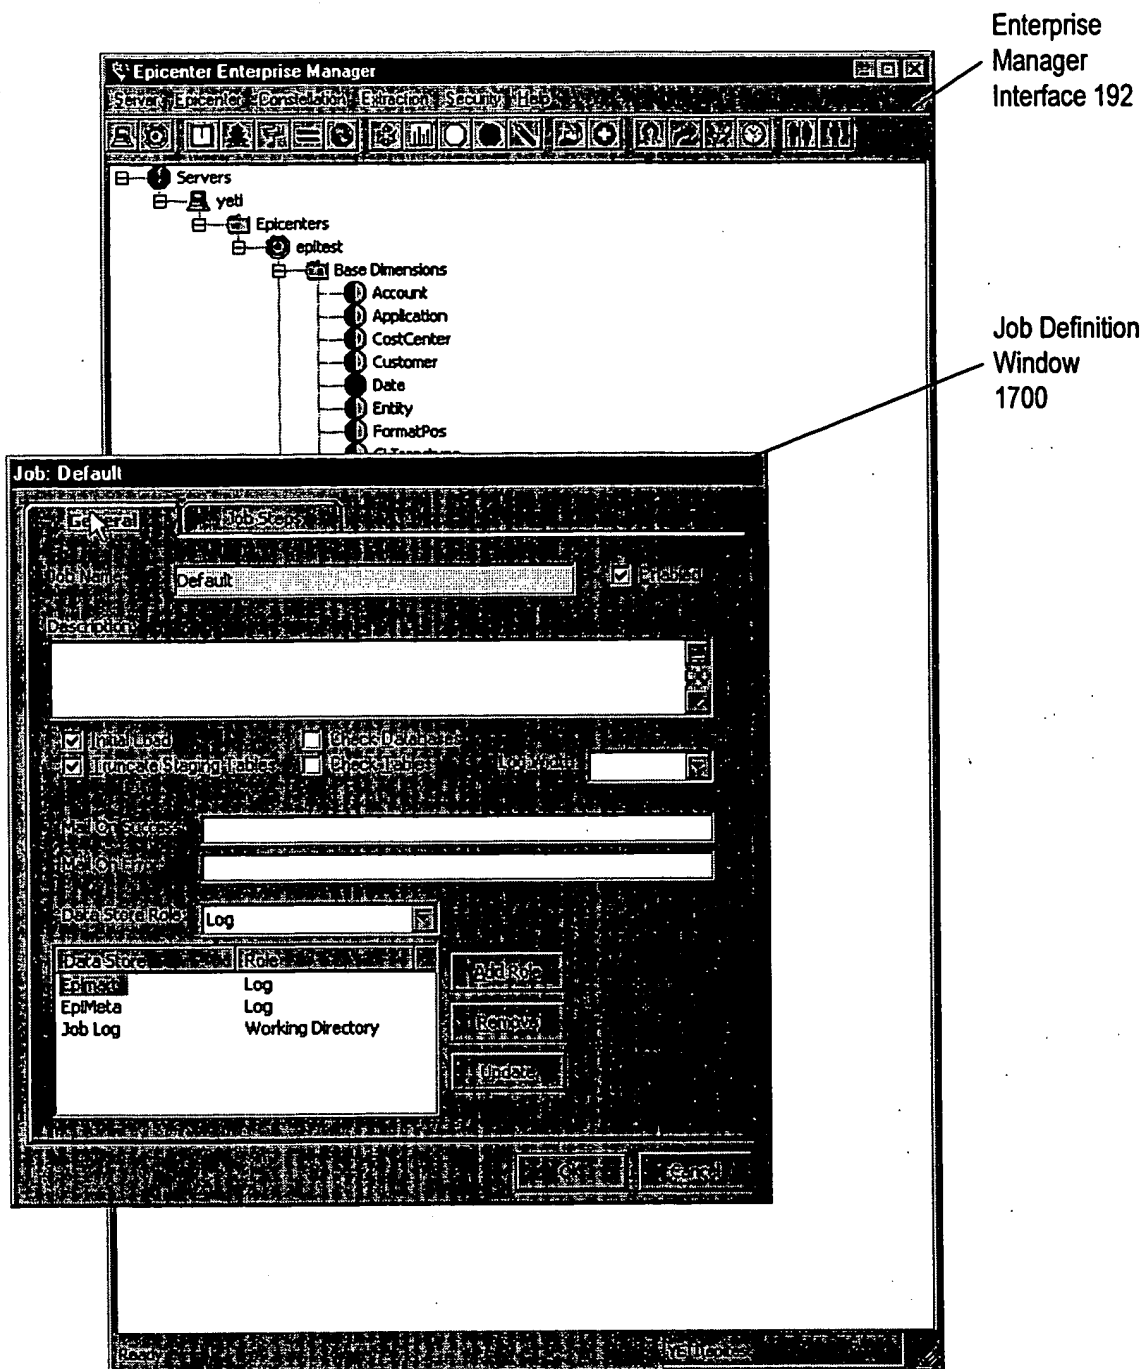 Enterprise
Manager
Interface 192
Epicenter Enterprise Manager
Server Epicenter Constellation Extraction Security Help
Servers
yeti
Epicenters
epitest
Base Dimensions
Account
Application
CostCenter
Customer
Date
Entity
FormatPos
Job Definition
Window
1700
Job: Default
General Job Steps
Job Name Default Enabled
Description
Initial Load Check Database
Truncate Staging Tables Check Tables
Mail On Success
Mail On Error
Data Store Role Log
Data Store Role
Epimart Log
EpiMeta Log
Job Log Working Directory
Add Role
Remove
Update
OK Cancel
Ready